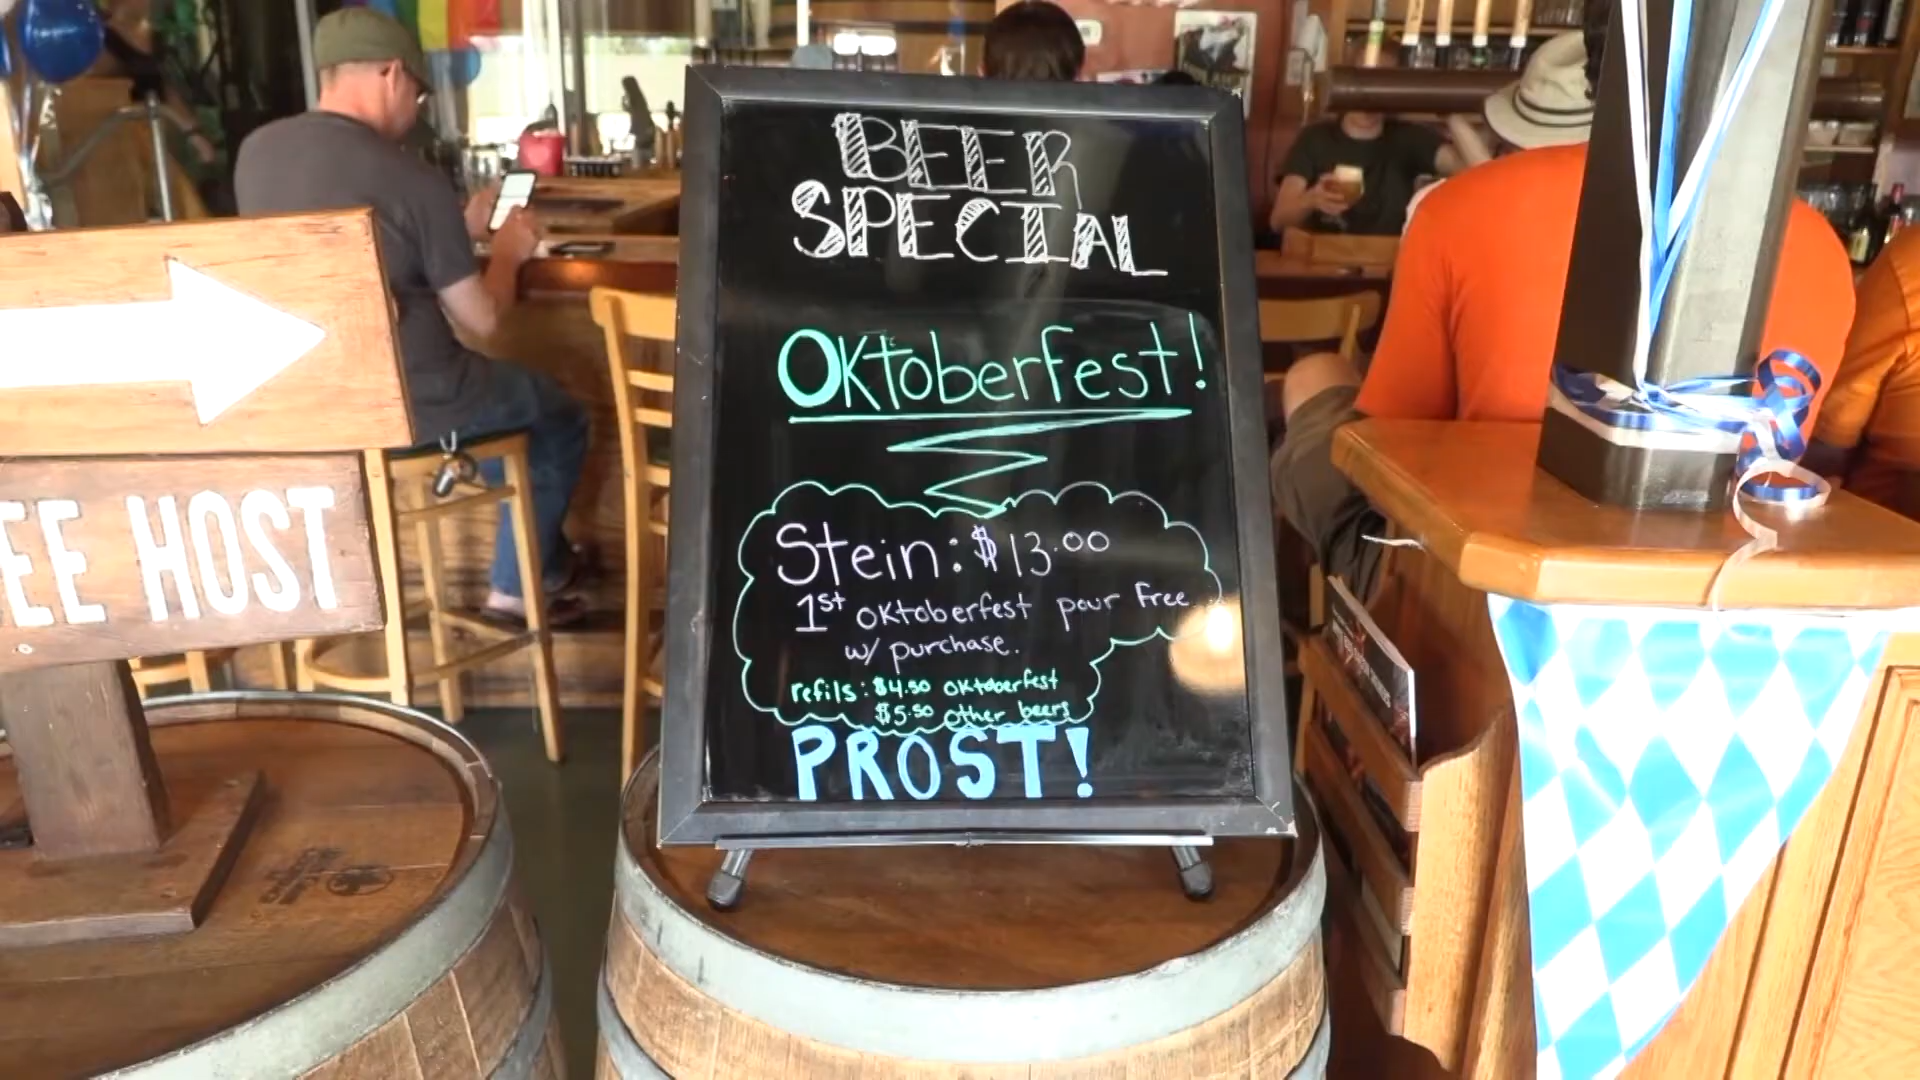 BEER
SPECIAL
Oktoberfest!
Stein: $13.00
1st oktoberfest pour free
w/ purchase.
refils: $4.50 oktoberfest
$5.50 other beers
PROST!
EE HOST